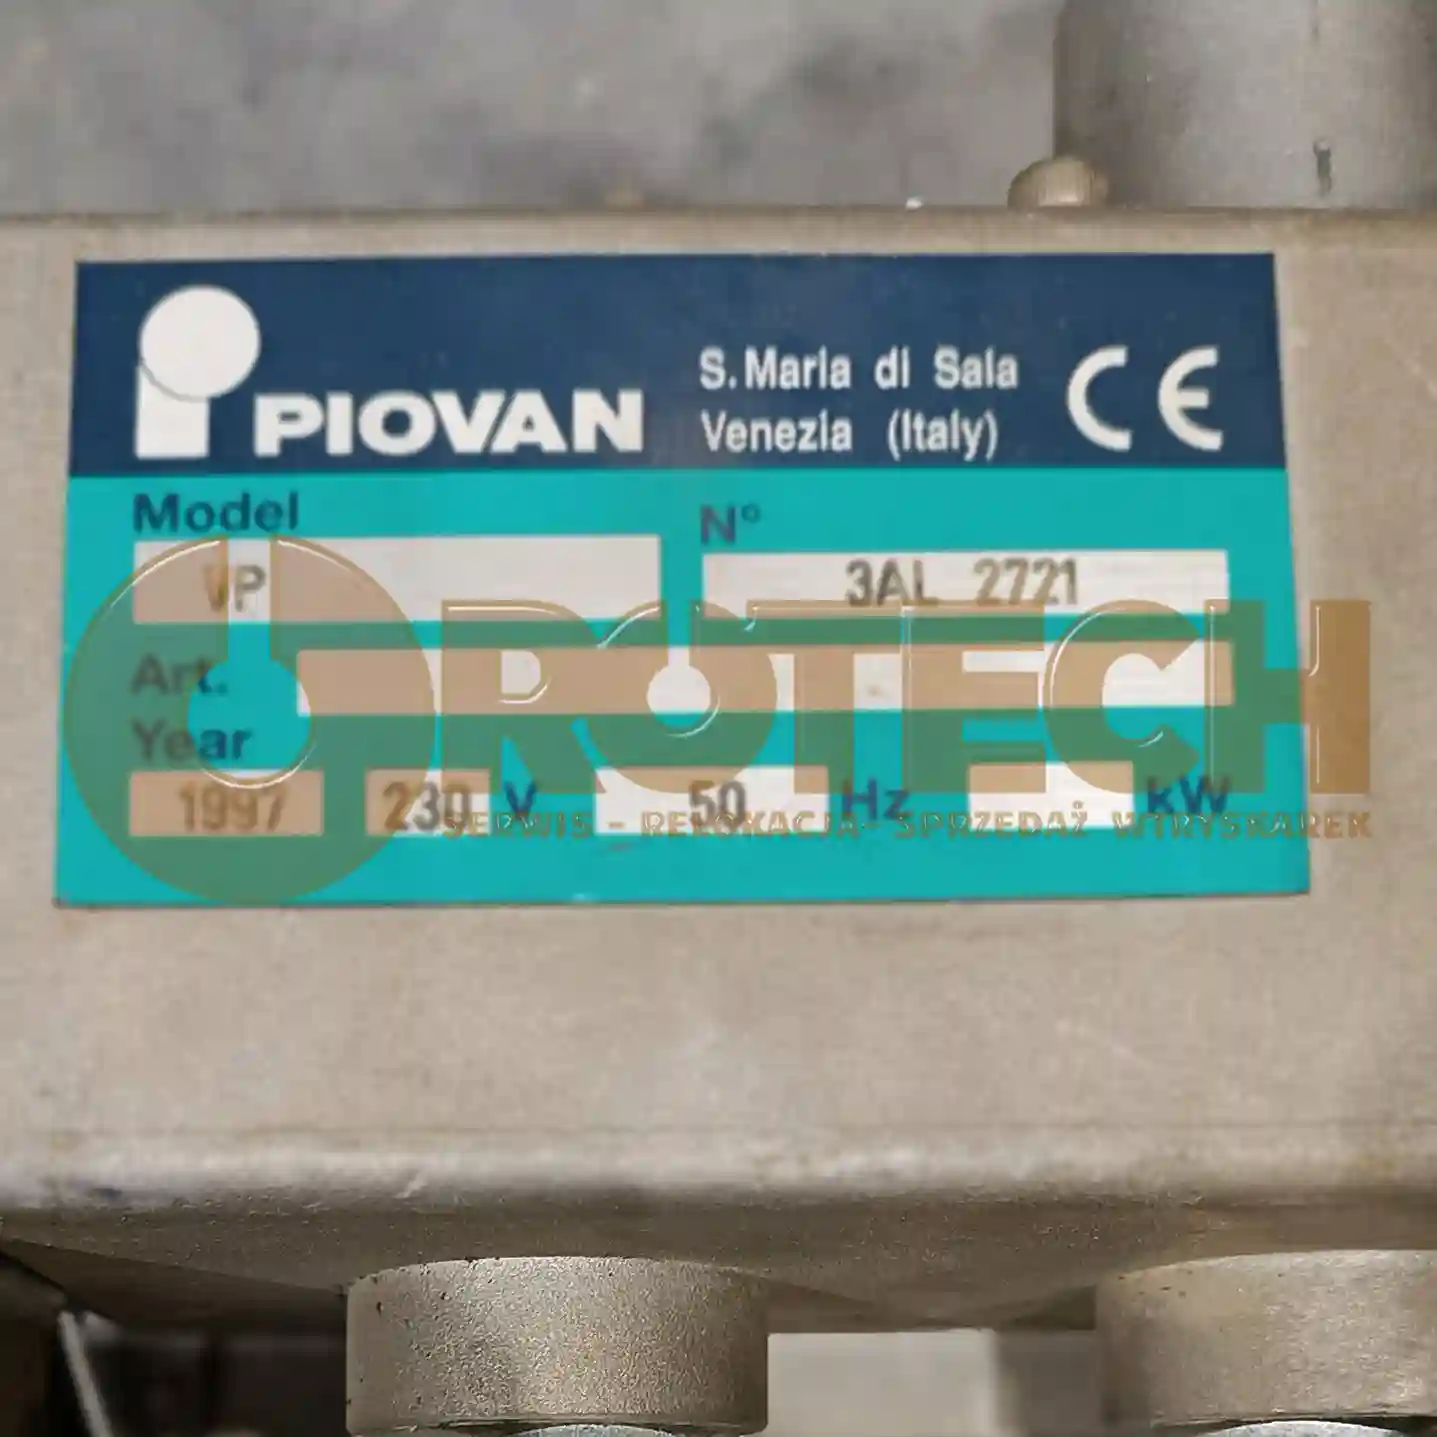 PIOVAN
S. Maria di Sala
Venezia (Italy)
CE
Model
VP
N°
3AL 2721
Art.
Year
1997 230 V 50 Hz kW
OROTECH
SERWIS - RELOKACJA - SPRZEDAŻ WTRYSKAREK